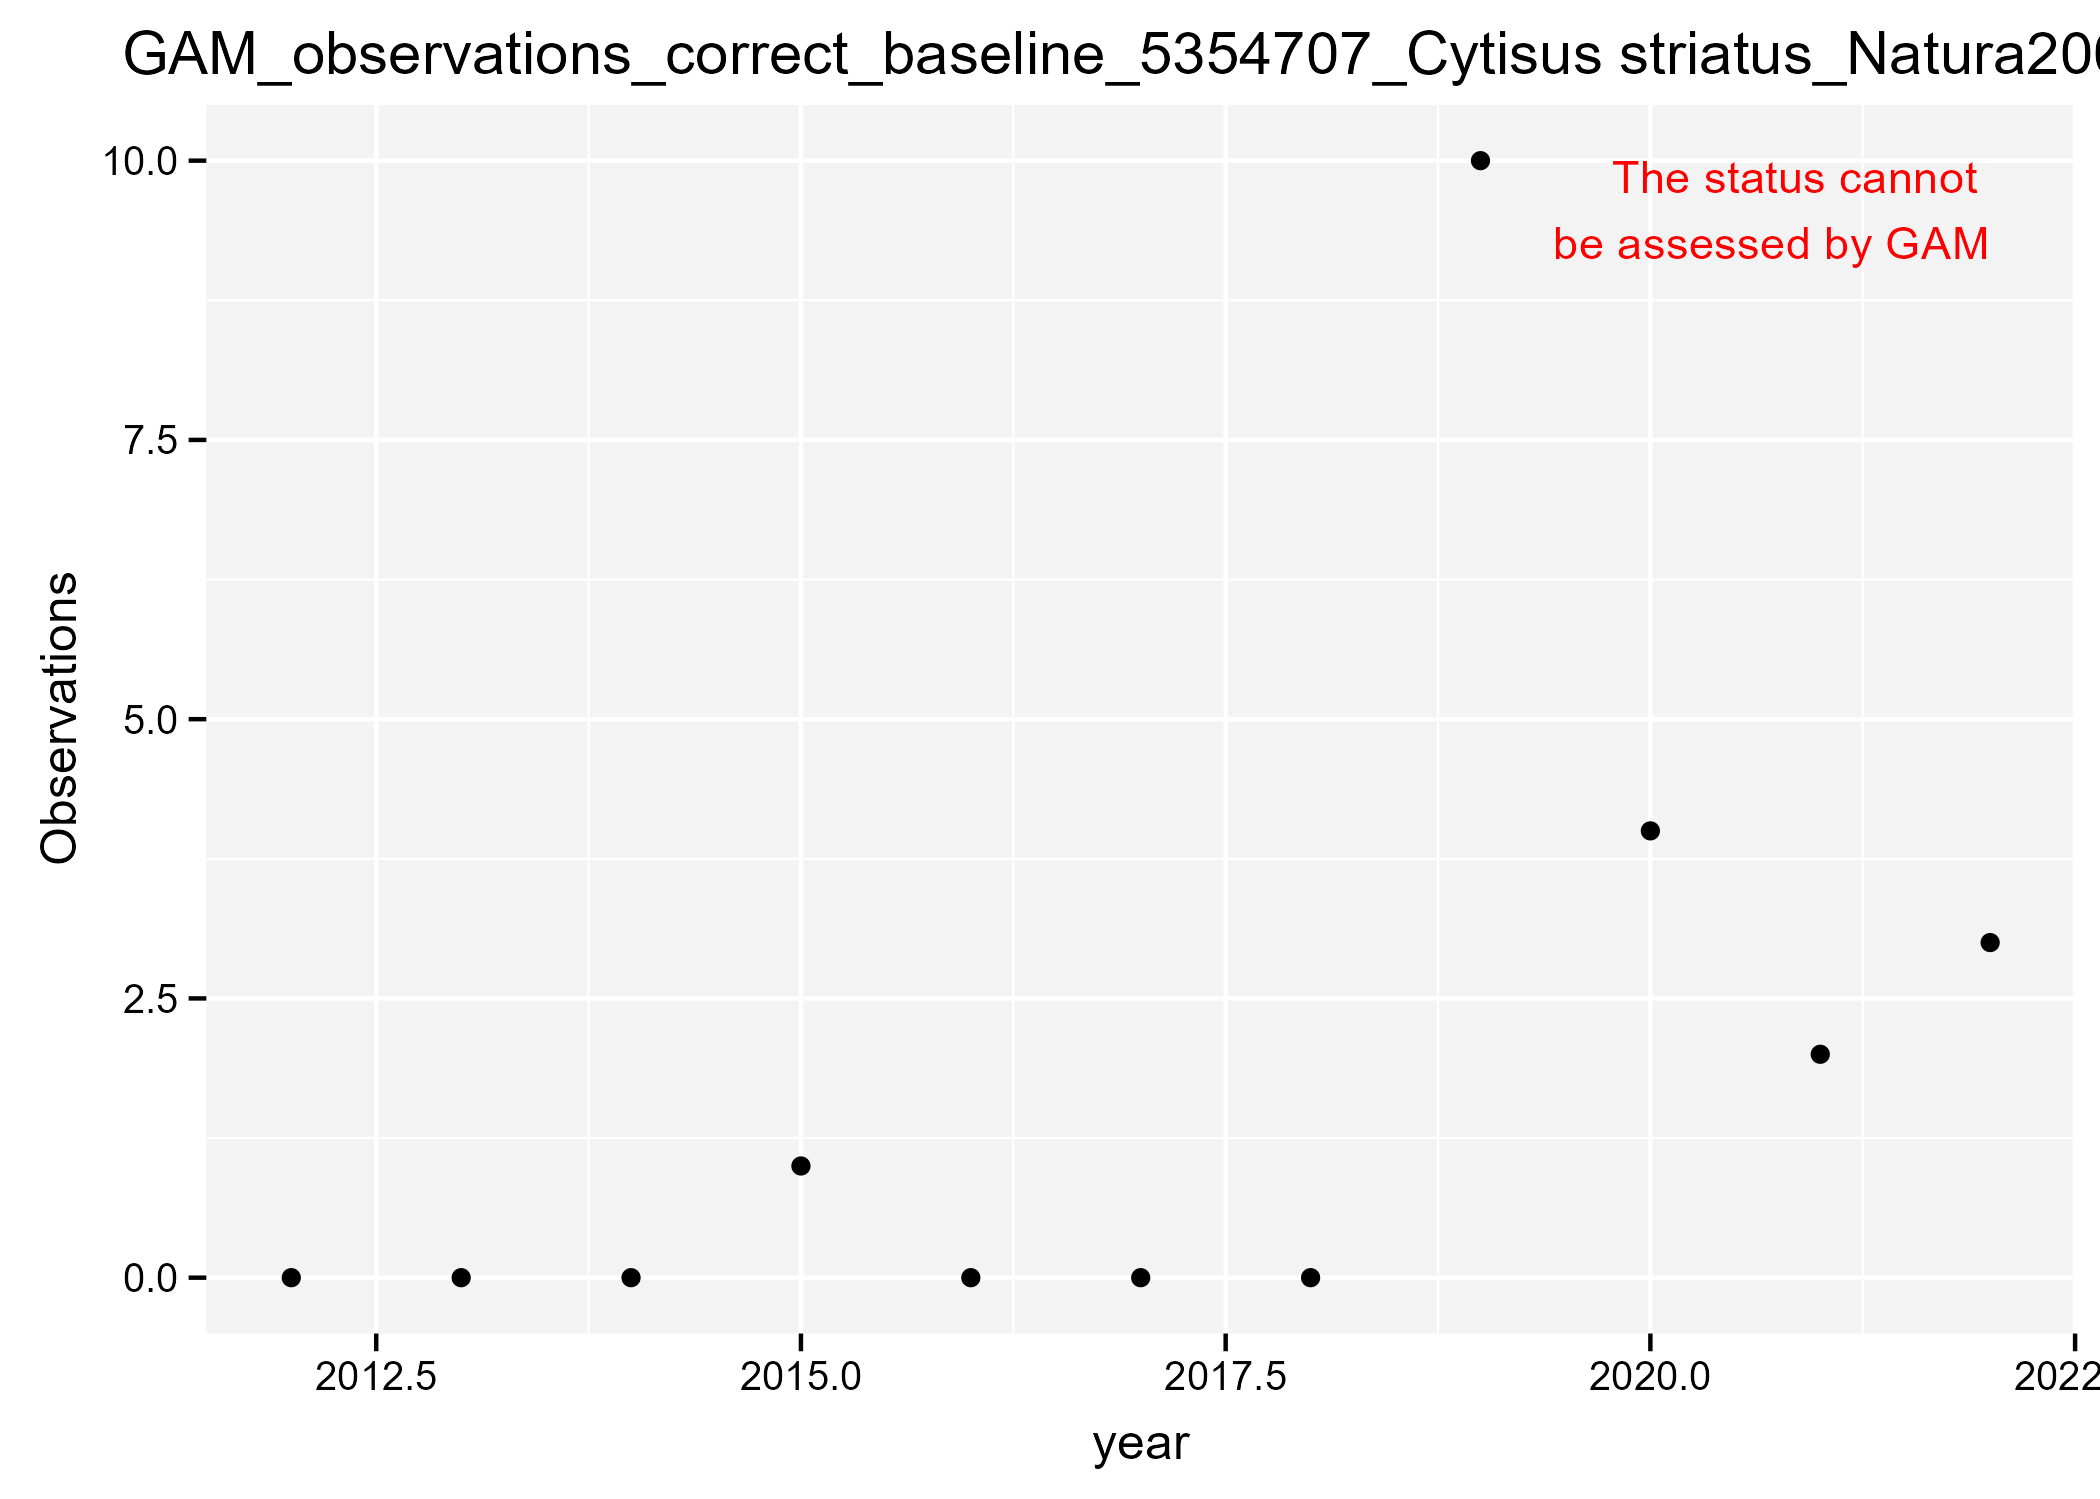 GAM_observations_correct_baseline_5354707_Cytisus striatus_Natura200
10.0
The status cannot
be assessed by GAM
7.5
5.0
2.5
0.0
Observations
2012.5
2015.0
2017.5
2020.0
2022
year